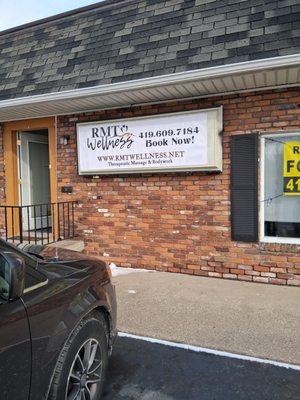 RMT
Wellness
419.609.7184
Book Now!
www.RMTWELLNESS.NET
Therapeutic Massage & Bodywork